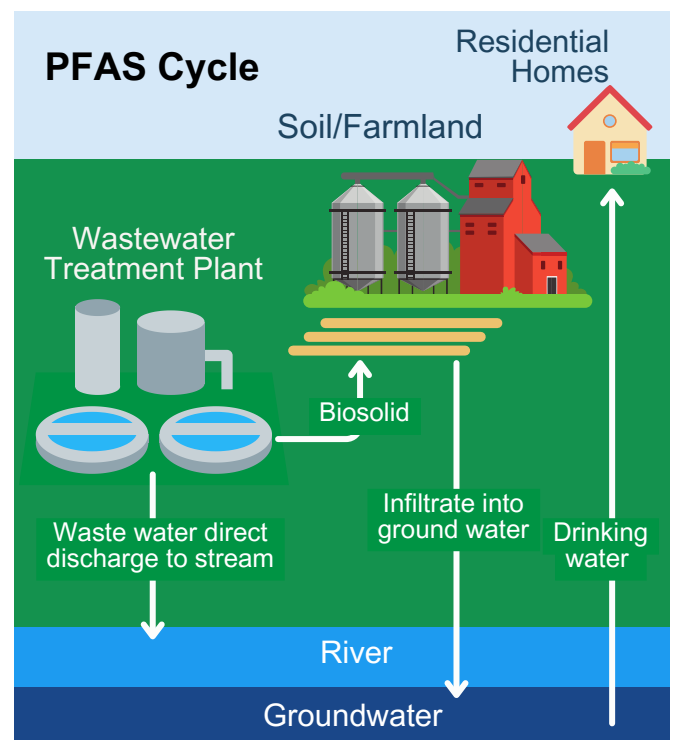 PFAS Cycle
Residential
Homes
Soil/Farmland
Wastewater
Treatment Plant
Biosolid
Waste water direct
discharge to stream
Infiltrate into
ground water
Drinking
water
River
Groundwater